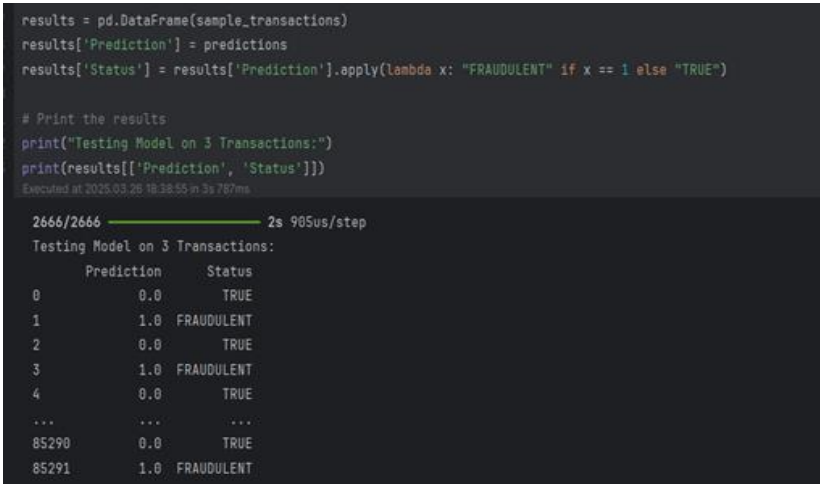 results = pd.DataFrame(sample_transactions)
results['Prediction'] = predictions
results['Status'] = results['Prediction'].apply(lambda x: "FRAUDULENT" if x == 1 else "TRUE")
# Print the results
print("Testing Model on 3 Transactions:")
print(results[['Prediction', 'Status']])
Executed at 2025.03.26 18:38:55 in 3s 787ms
2666/2666 2s 905us/step
Testing Model on 3 Transactions:
Prediction Status
0 0.0 TRUE
1 1.0 FRAUDULENT
2 0.0 TRUE
3 1.0 FRAUDULENT
4 0.0 TRUE
... ... ...
85290 0.0 TRUE
85291 1.0 FRAUDULENT